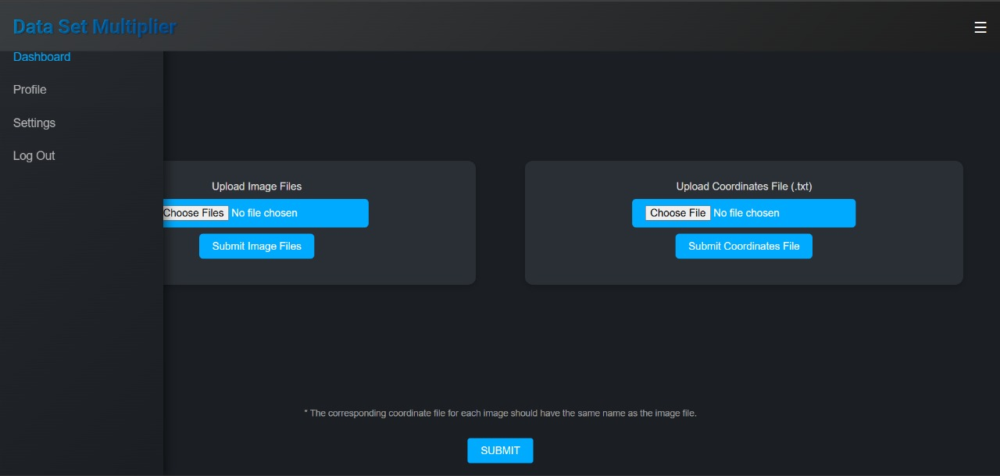 Data Set Multiplier
Dashboard
Profile
Settings
Log Out
Upload Image Files
Choose Files No file chosen
Submit Image Files
Upload Coordinates File (.txt)
Choose File No file chosen
Submit Coordinates File
* The corresponding coordinate file for each image should have the same name as the image file.
SUBMIT